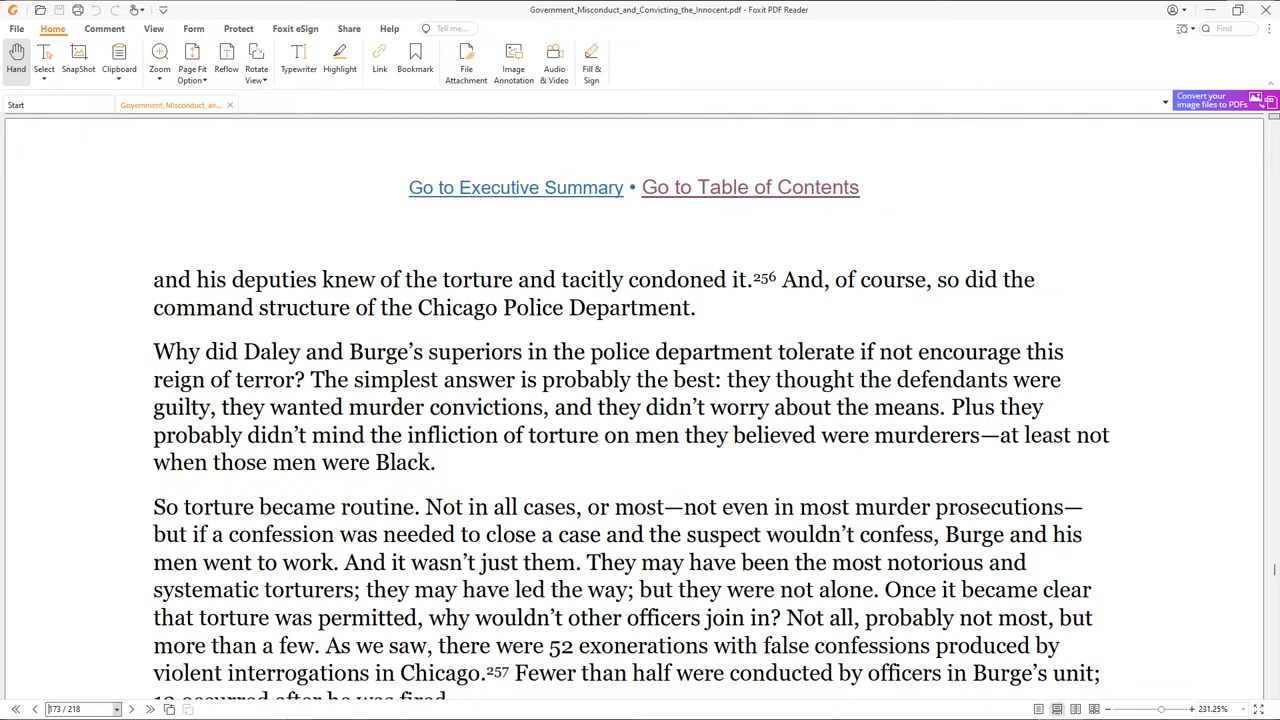 Government_Misconduct_and_Convicting_the_Innocent.pdf - Foxit PDF Reader
File Home Comment View Form Protect Foxit eSign Share Help Tell me... Find
Hand Select SnapShot Clipboard Zoom Page Fit Option Reflow Rotate View Typewriter Highlight Link Bookmark File Attachment Image Annotation Audio & Video Fill & Sign
Start Government_Misconduct_an... Convert your image files to PDFs
Go to Executive Summary • Go to Table of Contents
and his deputies knew of the torture and tacitly condoned it.256 And, of course, so did the
command structure of the Chicago Police Department.
Why did Daley and Burge’s superiors in the police department tolerate if not encourage this
reign of terror? The simplest answer is probably the best: they thought the defendants were
guilty, they wanted murder convictions, and they didn’t worry about the means. Plus they
probably didn’t mind the infliction of torture on men they believed were murderers—at least not
when those men were Black.
So torture became routine. Not in all cases, or most—not even in most murder prosecutions—
but if a confession was needed to close a case and the suspect wouldn’t confess, Burge and his
men went to work. And it wasn’t just them. They may have been the most notorious and
systematic torturers; they may have led the way; but they were not alone. Once it became clear
that torture was permitted, why wouldn’t other officers join in? Not all, probably not most, but
more than a few. As we saw, there were 52 exonerations with false confessions produced by
violent interrogations in Chicago.257 Fewer than half were conducted by officers in Burge’s unit;
occurred after he was fired.
173 / 218 231.25%